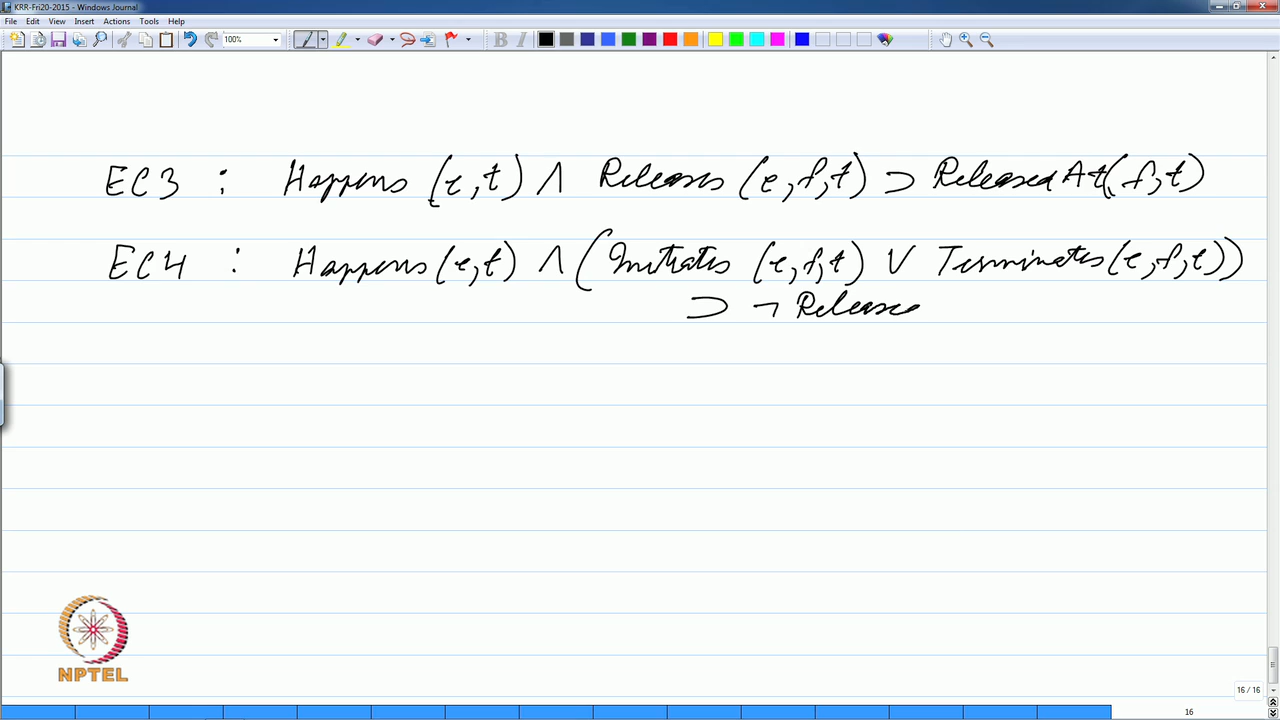 KRR-Fri20-2015 - Windows Journal
File Edit View Insert Actions Tools Help
100%
EC3 : Happens (e,t) ∧ Releases (e,f,t) ⊃ ReleasedAt(f,t)
EC4 : Happens (e,t) ∧ (Initiates (e,f,t) ∨ Terminates(e,f,t))
⊃ ¬ Release
NPTEL
16 / 16
16